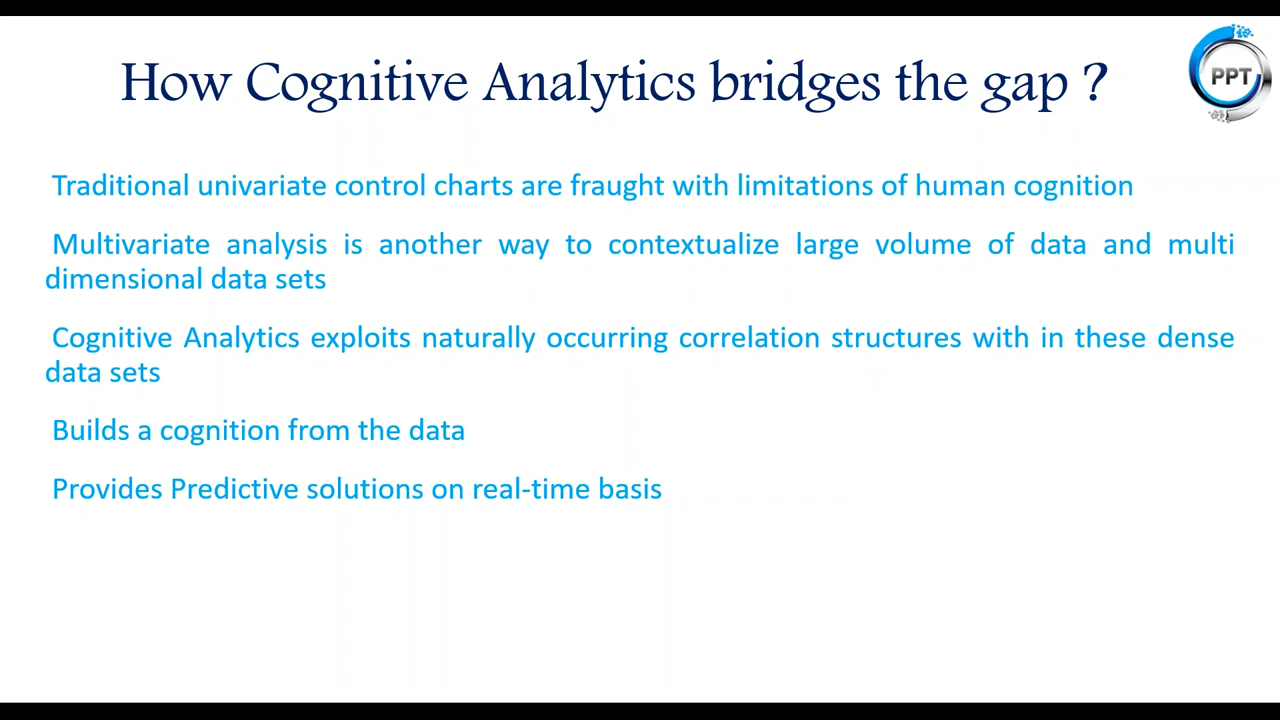 How Cognitive Analytics bridges the gap ?
PPT
Traditional univariate control charts are fraught with limitations of human cognition
Multivariate analysis is another way to contextualize large volume of data and multi
dimensional data sets
Cognitive Analytics exploits naturally occurring correlation structures with in these dense
data sets
Builds a cognition from the data
Provides Predictive solutions on real-time basis